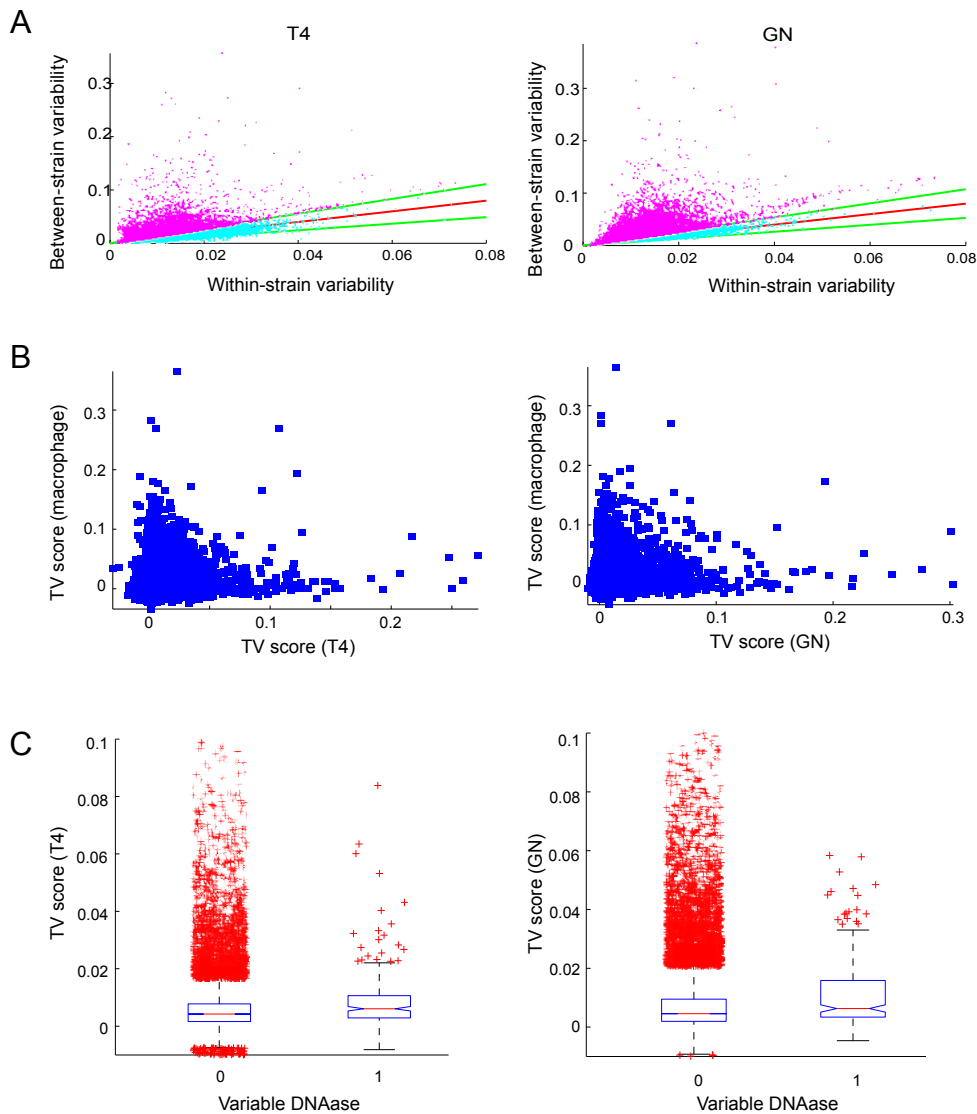 A
T4
GN
Between-strain variability
0.3
0.2
0.1
0
0.02
0.04
0.06
0.08
Within-strain variability
Between-strain variability
0.3
0.2
0.1
0
0.02
0.04
0.06
0.08
Within-strain variability
B
TV score (macrophage)
0.3
0.2
0.1
0
0
0.1
0.2
TV score (T4)
TV score (macrophage)
0.3
0.2
0.1
0
0
0.1
0.2
0.3
TV score (GN)
C
TV score (T4)
0.1
0.08
0.06
0.04
0.02
0
0
1
Variable DNAase
TV score (GN)
0.1
0.08
0.06
0.04
0.02
0
0
1
Variable DNAase